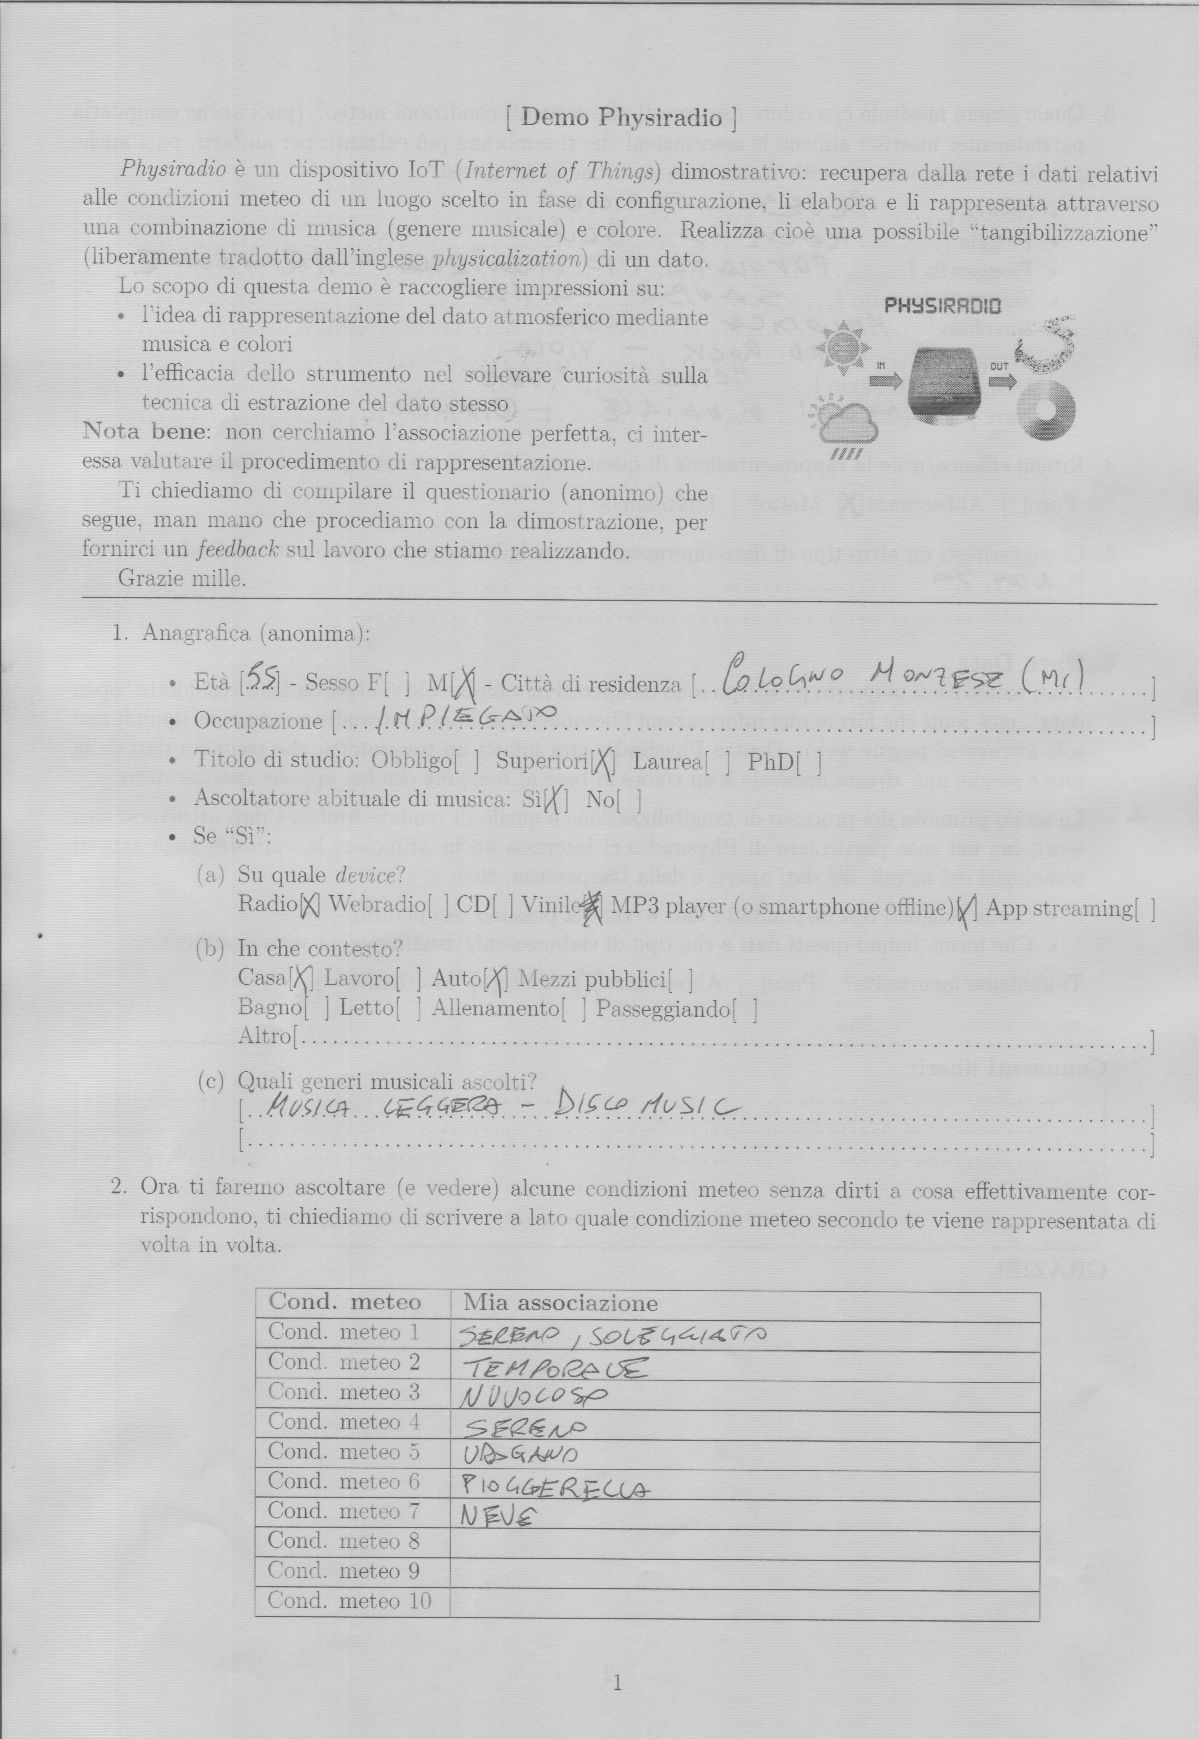 [ Demo Physiradio ]
Physiradio è un dispositivo IoT (Internet of Things) dimostrativo: recupera dalla rete i dati relativi
alle condizioni meteo di un luogo scelto in fase di configurazione, li elabora e li rappresenta attraverso
una combinazione di musica (genere musicale) e colore. Realizza cioè una possibile “tangibilizzazione”
(liberamente tradotto dall'inglese physicalization) di un dato.
Lo scopo di questa demo è raccogliere impressioni su:
• l'idea di rappresentazione del dato atmosferico mediante
musica e colori
• l'efficacia dello strumento nel sollevare curiosità sulla
tecnica di estrazione del dato stesso
Nota bene: non cerchiamo l'associazione perfetta, ci inter-
essa valutare il procedimento di rappresentazione.
Ti chiediamo di compilare il questionario (anonimo) che
segue, man mano che procediamo con la dimostrazione, per
fornirci un feedback sul lavoro che stiamo realizzando.
Grazie mille.
PHYSIRADIO
IN
OUT
1. Anagrafica (anonima):
• Età [55] - Sesso F[ ] M[X] - Città di residenza [.. COLOGNO MONZESE (MI) ......]
• Occupazione [.... IMPIEGATO ......]
• Titolo di studio: Obbligo[ ] Superiori[X] Laurea[ ] PhD[ ]
• Ascoltatore abituale di musica: Sì[X] No[ ]
• Se “Sì”:
(a) Su quale device?
Radio[X] Webradio[ ] CD[ ] Vinile[X] MP3 player (o smartphone offline)[X] App streaming[ ]
(b) In che contesto?
Casa[X] Lavoro[ ] Auto[X] Mezzi pubblici[ ]
Bagno[ ] Letto[ ] Allenamento[ ] Passeggiando[ ]
Altro[......]
(c) Quali generi musicali ascolti?
[.. MUSICA LEGGERA - DISCO MUSIC ......]
[......]
2. Ora ti faremo ascoltare (e vedere) alcune condizioni meteo senza dirti a cosa effettivamente cor-
rispondono, ti chiediamo di scrivere a lato quale condizione meteo secondo te viene rappresentata di
volta in volta.
Cond. meteo Mia associazione
Cond. meteo 1 SERENO, SOLEGGIATO
Cond. meteo 2 TEMPORALE
Cond. meteo 3 NUVOLOSO
Cond. meteo 4 SERENO
Cond. meteo 5 URAGANO
Cond. meteo 6 PIOGGERELLA
Cond. meteo 7 NEVE
Cond. meteo 8
Cond. meteo 9
Cond. meteo 10
1